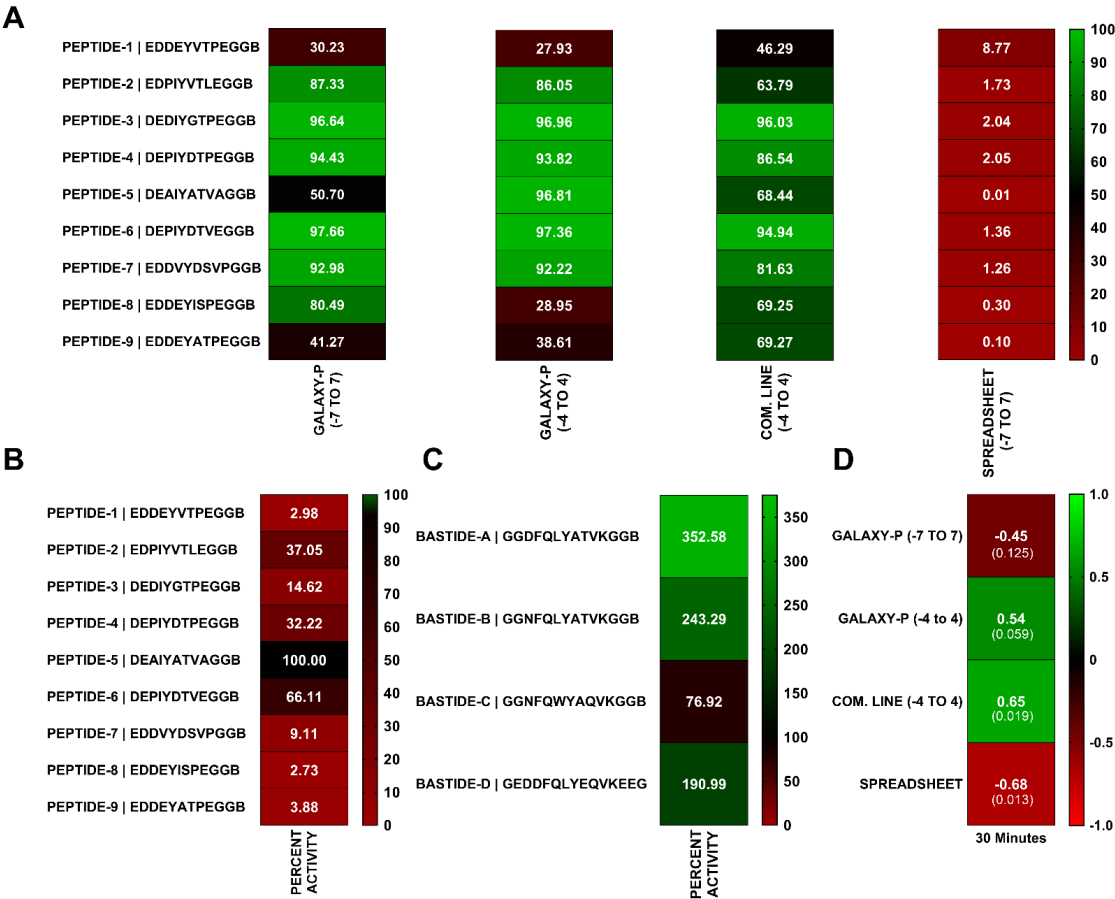 A
PEPTIDE-1 | EDDEYVTPEGGB 30.23 27.93 46.29 8.77
PEPTIDE-2 | EDPIYVTLEGGB 87.33 86.05 63.79 1.73
PEPTIDE-3 | DEDIYGTPEGGB 96.64 96.96 96.03 2.04
PEPTIDE-4 | DEPIYDTPEGGB 94.43 93.82 86.54 2.05
PEPTIDE-5 | DEAIYATVAGGB 50.70 96.81 68.44 0.01
PEPTIDE-6 | DEPIYDTVEGGB 97.66 97.36 94.94 1.36
PEPTIDE-7 | EDDVYDSVPGGB 92.98 92.22 81.63 1.26
PEPTIDE-8 | EDDEYISPEGGB 80.49 28.95 69.25 0.30
PEPTIDE-9 | EDDEYATPEGGB 41.27 38.61 69.27 0.10
100
90
80
70
60
50
40
30
20
10
0
GALAXY-P
(-7 TO 7)
GALAXY-P
(-4 TO 4)
COM. LINE
(-4 TO 4)
SPREADSHEET
(-7 TO 7)
B
PEPTIDE-1 | EDDEYVTPEGGB 2.98
PEPTIDE-2 | EDPIYVTLEGGB 37.05
PEPTIDE-3 | DEDIYGTPEGGB 14.62
PEPTIDE-4 | DEPIYDTPEGGB 32.22
PEPTIDE-5 | DEAIYATVAGGB 100.00
PEPTIDE-6 | DEPIYDTVEGGB 66.11
PEPTIDE-7 | EDDVYDSVPGGB 9.11
PEPTIDE-8 | EDDEYISPEGGB 2.73
PEPTIDE-9 | EDDEYATPEGGB 3.88
100
90
80
70
60
50
40
30
20
10
0
PERCENT
ACTIVITY
C
BASTIDE-A | GGDFQLYATVKGGB 352.58
BASTIDE-B | GGNFQLYATVKGGB 243.29
BASTIDE-C | GGNFQWYAQVKGGB 76.92
BASTIDE-D | GEDDFQLYEQVKEEG 190.99
350
300
250
200
150
100
50
0
PERCENT
ACTIVITY
D
GALAXY-P (-7 TO 7) -0.45
(0.125)
GALAXY-P (-4 to 4) 0.54
(0.059)
COM. LINE (-4 TO 4) 0.65
(0.019)
SPREADSHEET -0.68
(0.013)
1.0
0.5
0
-0.5
-1.0
30 Minutes